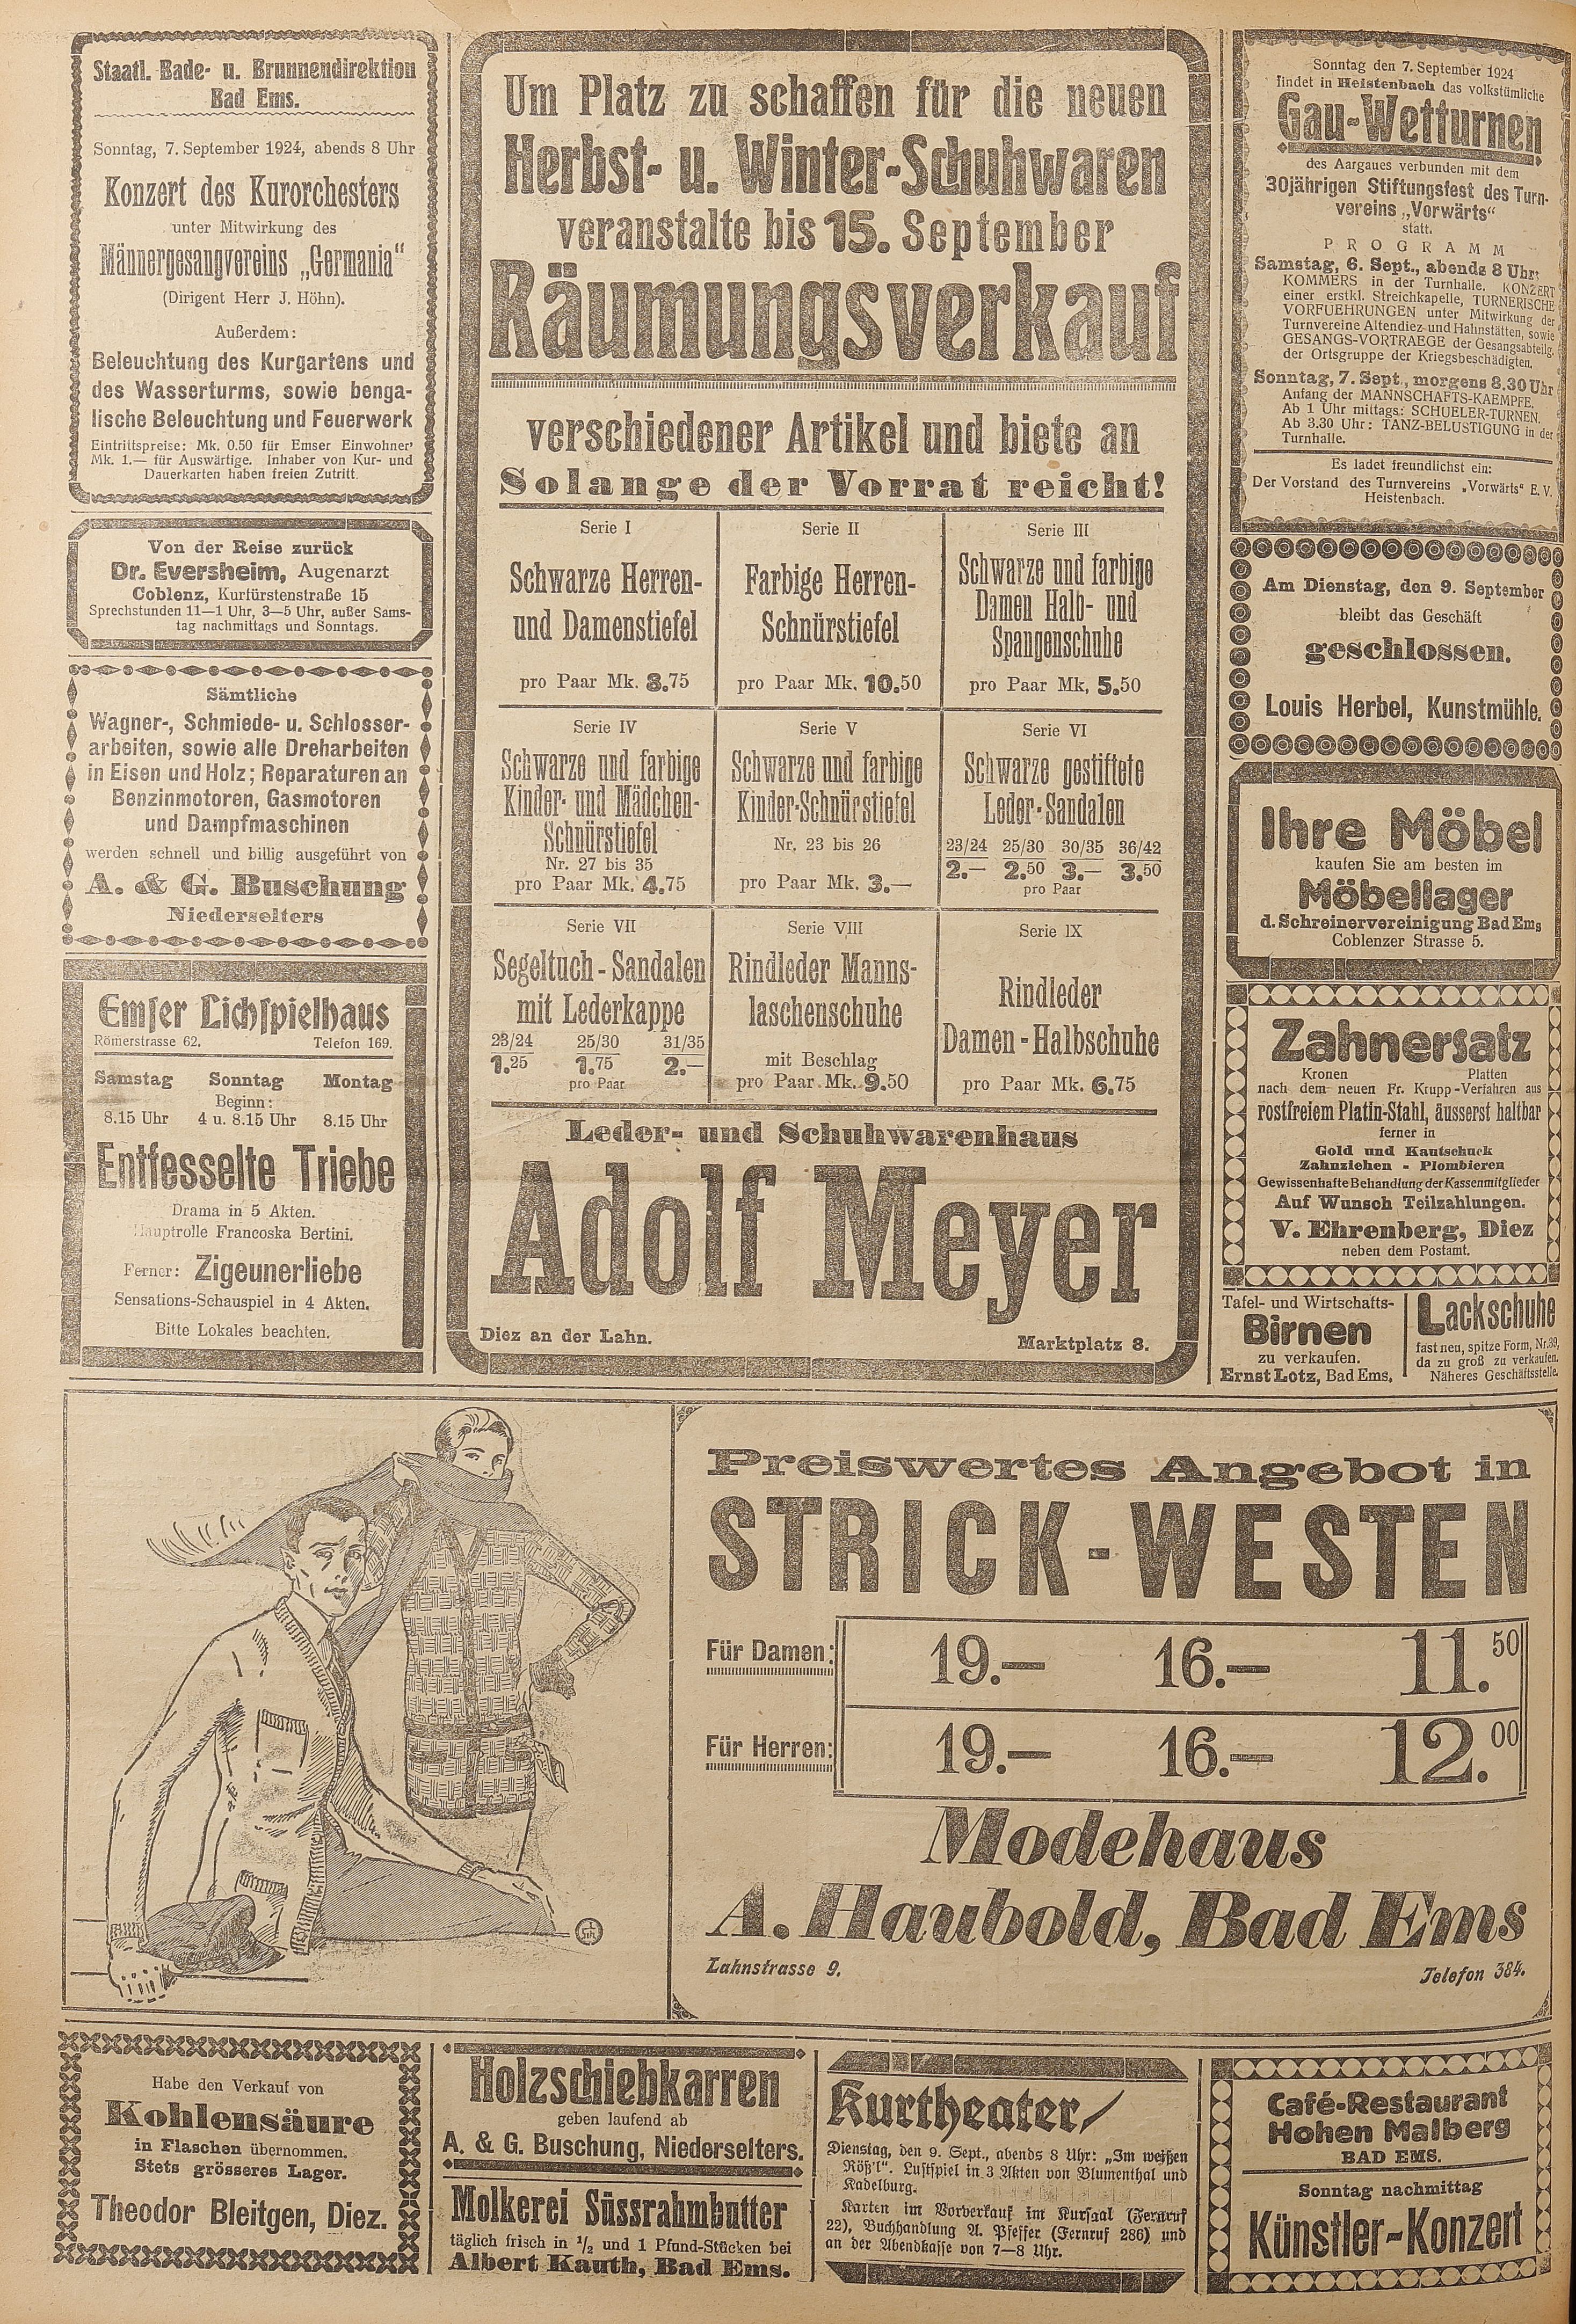 Staatl. Bade- u. Brunnendirektion
Bad Ems.
Sonntag, 7. September 1924, abends 8 Uhr
Konzert des Kurorchesters
unter Mitwirkung des
Männergesangvereins „Germania“
(Dirigent Herr J. Höhn).
Außerdem:
Beleuchtung des Kurgartens und
des Wasserturms, sowie benga-
lische Beleuchtung und Feuerwerk
Eintrittspreise: Mk. 0.50 für Emser Einwohner
Mk. 1.— für Auswärtige. Inhaber von Kur- und
Dauerkarten haben freien Zutritt.
Von der Reise zurück
Dr. Eversheim, Augenarzt
Coblenz, Kurfürstenstraße 15
Sprechstunden 11—1 Uhr, 3—5 Uhr, außer Sams-
tag nachmittags und Sonntags.
Sämtliche
Wagner-, Schmiede- u. Schlosser-
arbeiten, sowie alle Dreharbeiten
in Eisen und Holz; Reparaturen an
Benzinmotoren, Gasmotoren
und Dampfmaschinen
werden schnell und billig ausgeführt von
A. & G. Buschung
Niederselters
Emser Lichspielhaus
Römerstrasse 62. Telefon 169.
Samstag Sonntag Montag
Beginn:
8.15 Uhr 4 u. 8.15 Uhr 8.15 Uhr
Entfesselte Triebe
Drama in 5 Akten.
Hauptrolle Francoska Bertini.
Ferner: Zigeunerliebe
Sensations-Schauspiel in 4 Akten.
Bitte Lokales beachten.
Um Platz zu schaffen für die neuen
Herbst- u. Winter-Schuhwaren
veranstalte bis 15. September
Räumungsverkauf
verschiedener Artikel und biete an
Solange der Vorrat reicht!
Serie I
Schwarze Herren-
und Damenstiefel
pro Paar Mk. 8.75
Serie II
Farbige Herren-
Schnürstiefel
pro Paar Mk. 10.50
Serie III
Schwarze und farbige
Damen Halb- und
Spangenschuhe
pro Paar Mk. 5.50
Serie IV
Schwarze und farbige
Kinder- und Mädchen-
Schnürstiefel
Nr. 27 bis 35
pro Paar Mk. 4.75
Serie V
Schwarze und farbige
Kinder-Schnürstiefel
Nr. 23 bis 26
pro Paar Mk. 3.—
Serie VI
Schwarze gestiftete
Leder-Sandalen
23/24 25/30 30/35 36/42
2.— 2.50 3.— 3.50
pro Paar
Serie VII
Segeltuch-Sandalen
mit Lederkappe
23/24 25/30 31/35
1.25 1.75 2.—
pro Paar
Serie VIII
Rindleder Manns-
laschenschuhe
mit Beschlag
pro Paar Mk. 9.50
Serie IX
Rindleder
Damen-Halbschuhe
pro Paar Mk. 6.75
Leder- und Schuhwarenhaus
Adolf Meyer
Diez an der Lahn. Marktplatz 8.
Sonntag den 7. September 1924
findet in Heistenbach das volkstümliche
Gau-Wetturnen
des Aargaues verbunden mit dem
30jährigen Stiftungsfest des Turn-
vereins „Vorwärts“
statt.
PROGRAMM
Samstag, 6. Sept., abends 8 Uhr:
KOMMERS in der Turnhalle. KONZERT
einer erstkl. Streichkapelle, TURNERISCHE
VORFUEHRUNGEN unter Mitwirkung der
Turnvereine Altendiez und Hahnstätten, sowie
GESANGS-VORTRAEGE der Gesangsabteilg.
der Ortsgruppe der Kriegsbeschädigten.
Sonntag, 7. Sept., morgens 8.30 Uhr
Anfang der MANNSCHAFTS-KAEMPFE.
Ab 1 Uhr mittags: SCHUELER-TURNEN.
Ab 3.30 Uhr: TANZ-BELUSTIGUNG in der
Turnhalle.
Es ladet freundlichst ein:
Der Vorstand des Turnvereins „Vorwärts“ E. V.
Heistenbach.
Am Dienstag, den 9. September
bleibt das Geschäft
geschlossen.
Louis Herbel, Kunstmühle.
Ihre Möbel
kaufen Sie am besten im
Möbellager
d. Schreinervereinigung Bad Ems
Coblenzer Strasse 5.
Zahnersatz
Kronen Platten
nach dem neuen Fr. Krupp-Verfahren aus
rostfreiem Platin-Stahl, äusserst haltbar
ferner in
Gold und Kautschuck
Zahnziehen - Plombieren
Gewissenhafte Behandlung der Kassenmitglieder
Auf Wunsch Teilzahlungen.
V. Ehrenberg, Diez
neben dem Postamt.
Tafel- und Wirtschafts-
Birnen
zu verkaufen.
Ernst Lotz, Bad Ems.
Lackschuhe
fast neu, spitze Form, Nr. 39,
da zu groß zu verkaufen.
Näheres Geschäftsstelle.
Preiswertes Angebot in
STRICK-WESTEN
Für Damen: 19.— 16.— 11.50
Für Herren: 19.— 16.— 12.00
Modehaus
A. Haubold, Bad Ems
Lahnstrasse 9. Telefon 384.
Habe den Verkauf von
Kohlensäure
in Flaschen übernommen.
Stets grösseres Lager.
Theodor Bleitgen, Diez.
Holzschiebkarren
geben laufend ab
A. & G. Buschung, Niederselters.
Molkerei Süssrahmbutter
täglich frisch in 1/2 und 1 Pfund-Stücken bei
Albert Kauth, Bad Ems.
Kurtheater
Dienstag, den 9. Sept., abends 8 Uhr: „Im weißen
Röß'l“. Lustspiel in 3 Akten von Blumenthal und
Kadelburg.
Karten im Vorverkauf im Kursaal (Fernruf
22), Buchhandlung A. Pfeffer (Fernruf 286) und
an der Abendkasse von 7—8 Uhr.
Café-Restaurant
Hohen Malberg
BAD EMS.
Sonntag nachmittag
Künstler-Konzert